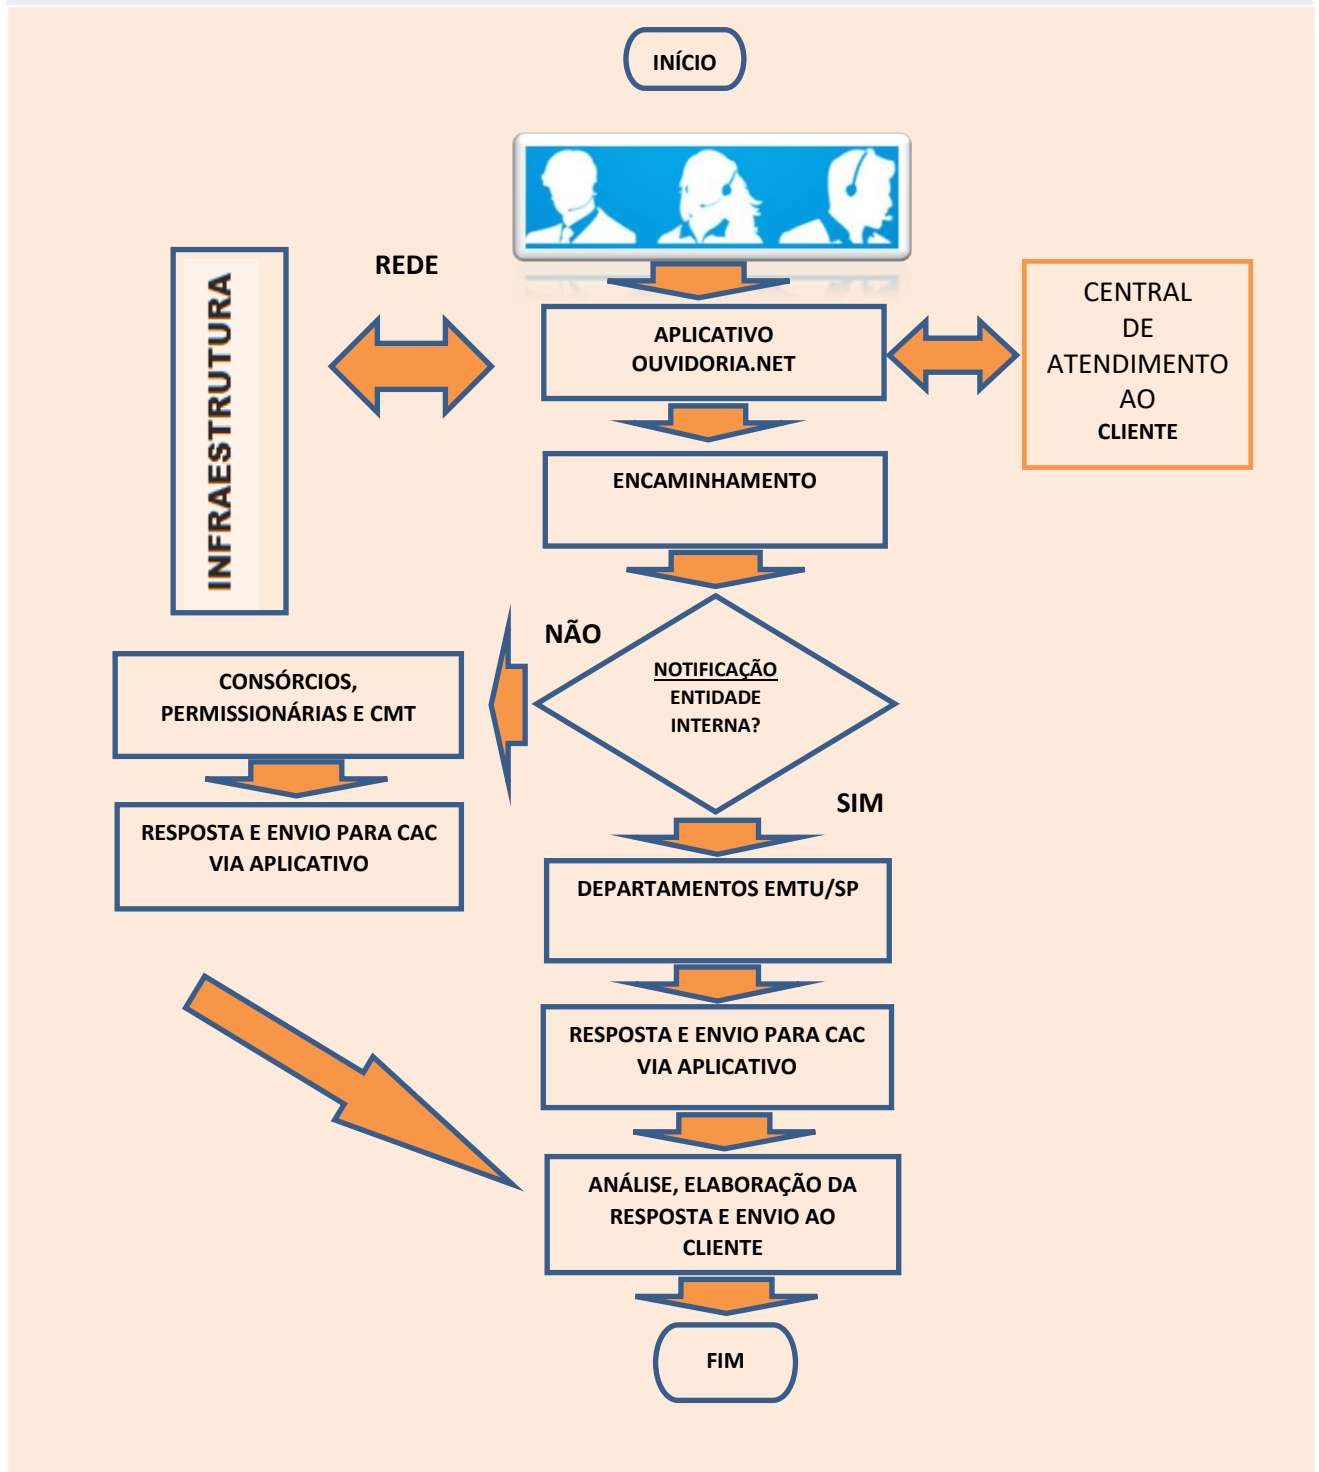 INÍCIO
REDE
INFRAESTRUTURA
APLICATIVO
OUVIDORIA.NET
CENTRAL
DE
ATENDIMENTO
AO
CLIENTE
ENCAMINHAMENTO
NÃO
NOTIFICAÇÃO
ENTIDADE
INTERNA?
CONSÓRCIOS,
PERMISSIONÁRIAS E CMT
SIM
RESPOSTA E ENVIO PARA CAC
VIA APLICATIVO
DEPARTAMENTOS EMTU/SP
RESPOSTA E ENVIO PARA CAC
VIA APLICATIVO
ANÁLISE, ELABORAÇÃO DA
RESPOSTA E ENVIO AO
CLIENTE
FIM